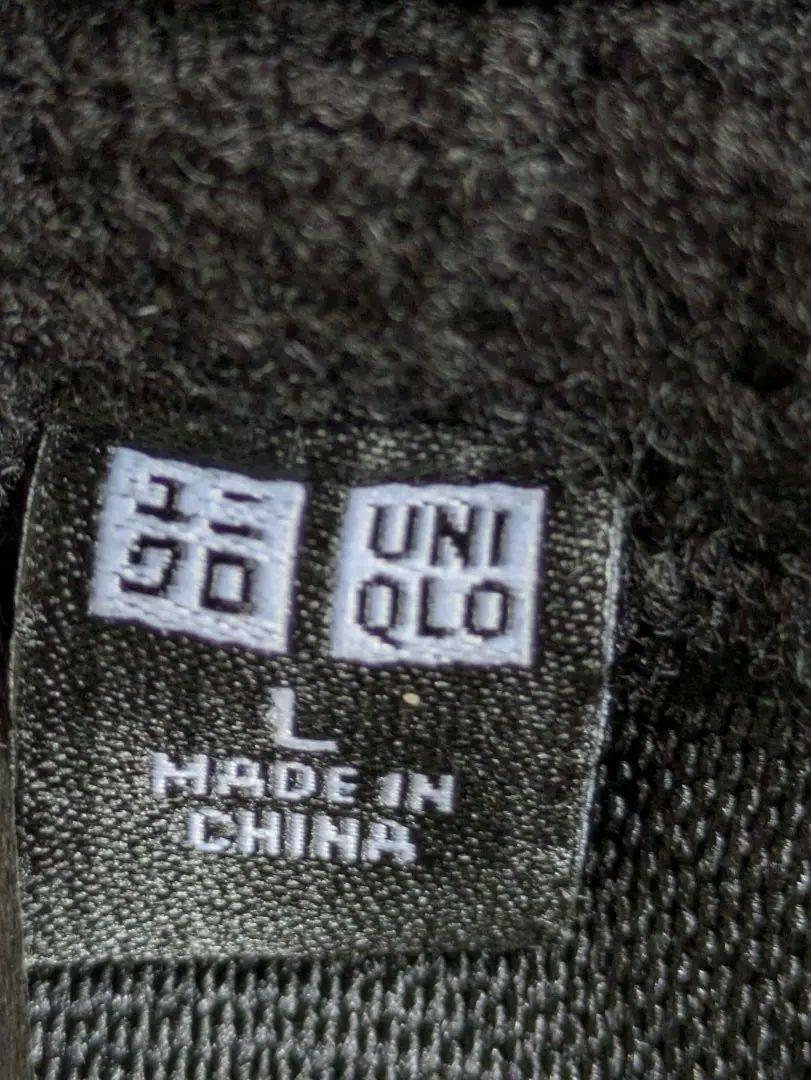 ユニ
クロ
UNI
QLO
L
MADE IN
CHINA